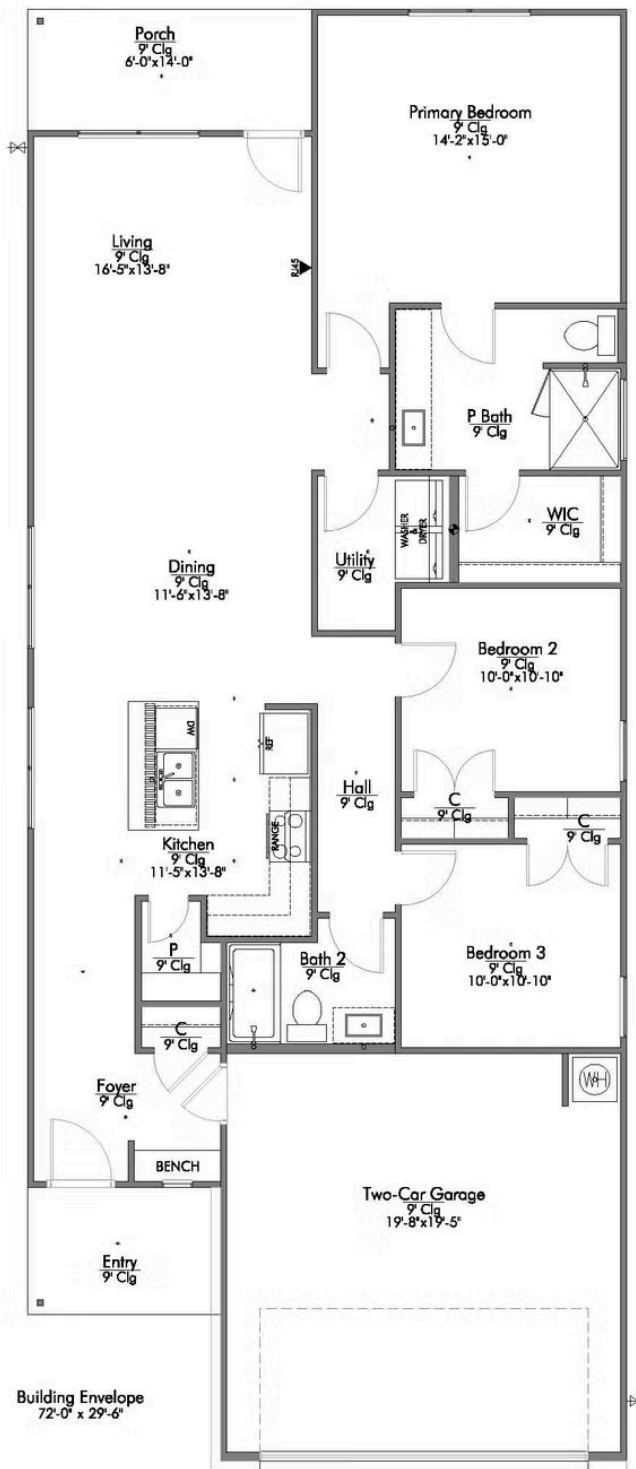 Porch
9' Clg
6'-0"x14'-0"
Primary Bedroom
9' Clg
14'-2"x15'-0"
Living
9' Clg
16'-5"x13'-8"
RJ45
P Bath
9' Clg
WIC
9' Clg
WASHER
&
DRYER
Utility
9' Clg
Dining
9' Clg
11'-6"x13'-8"
Bedroom 2
9' Clg
10'-0"x10'-10"
DW
REF
Hall
9' Clg
C
9' Clg
C
9' Clg
RANGE
Kitchen
9' Clg
11'-5"x13'-8"
P
9' Clg
Bath 2
9' Clg
Bedroom 3
9' Clg
10'-0"x10'-10"
C
9' Clg
WH
Foyer
9' Clg
BENCH
Two-Car Garage
9' Clg
19'-8"x19'-5"
Entry
9' Clg
Building Envelope
72'-0" x 29'-6"